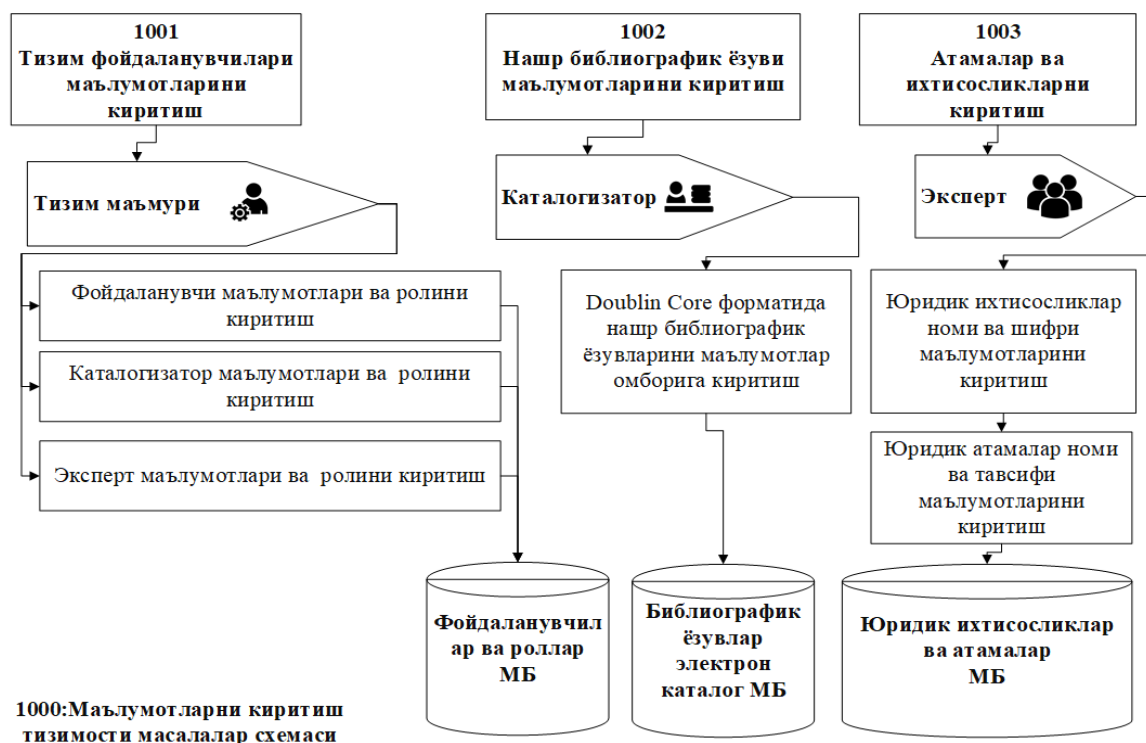 1001
Тизим фойдаланувчилари
маълумотларини
киритиш
1002
Нашр библиографик ёзуви
маълумотларини киритиш
1003
Атамалар ва
ихтисосликларни
киритиш
Тизим маъмури
Каталогизатор
Эксперт
Фойдаланувчи маълумотлари ва ролини
киритиш
Каталогизатор маълумотлари ва ролини
киритиш
Эксперт маълумотлари ва ролини киритиш
Doublin Core форматида
нашр библиографик
ёзувларини маълумотлар
омборига киритиш
Юридик ихтисосликлар
номи ва шифри
маълумотларини
киритиш
Юридик атамалар номи
ва тавсифи
маълумотларини
киритиш
Фойдаланувчил
ар ва роллар
МБ
Библиографик
ёзувлар
электрон
каталог МБ
Юридик ихтисосликлар
ва атамалар
МБ
1000:Маълумотларни киритиш
тизимости масалалар схемаси